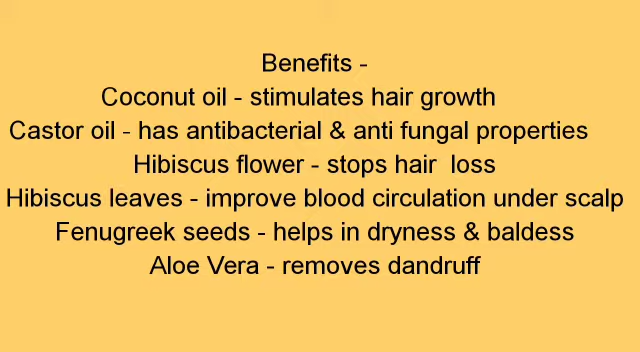 Benefits -
Coconut oil - stimulates hair growth
Castor oil - has antibacterial & anti fungal properties
Hibiscus flower - stops hair  loss
Hibiscus leaves - improve blood circulation under scalp
Fenugreek seeds - helps in dryness & baldess
Aloe Vera - removes dandruff